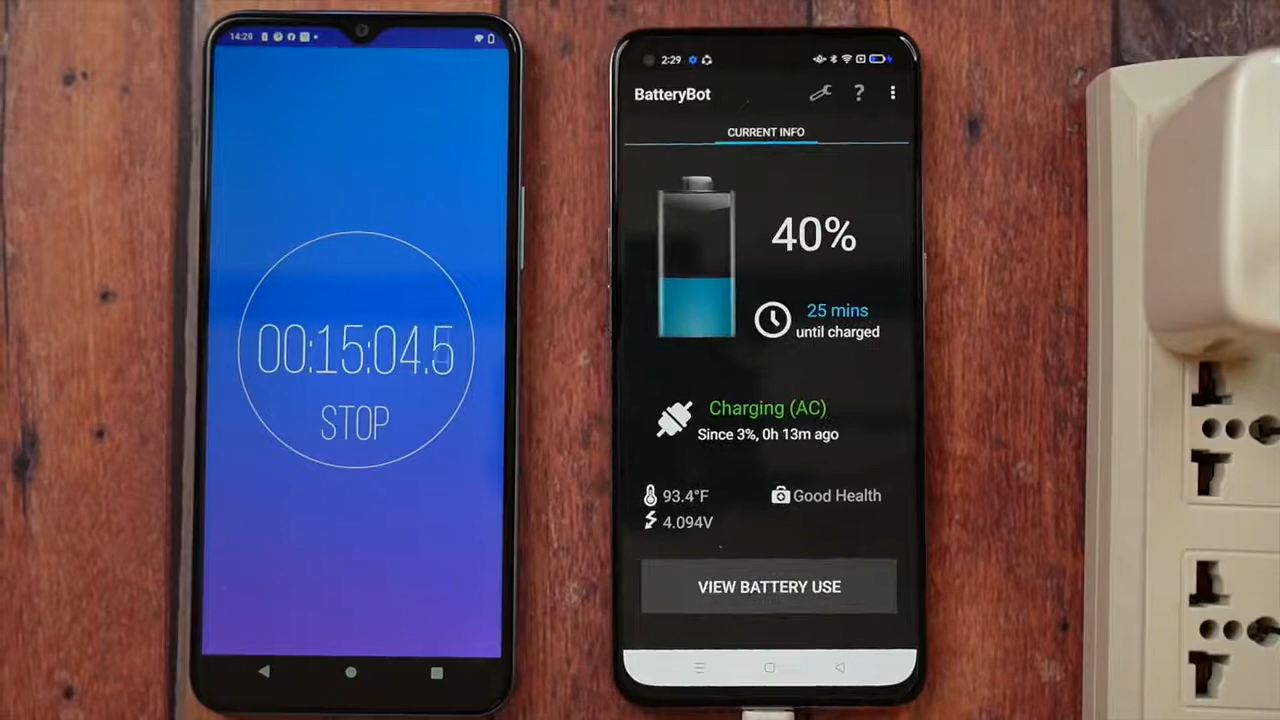 14:29
00:15:04.5
STOP
2:29
BatteryBot
?
CURRENT INFO
40%
25 mins
until charged
Charging (AC)
Since 3%, 0h 13m ago
93.4°F
Good Health
4.094V
VIEW BATTERY USE